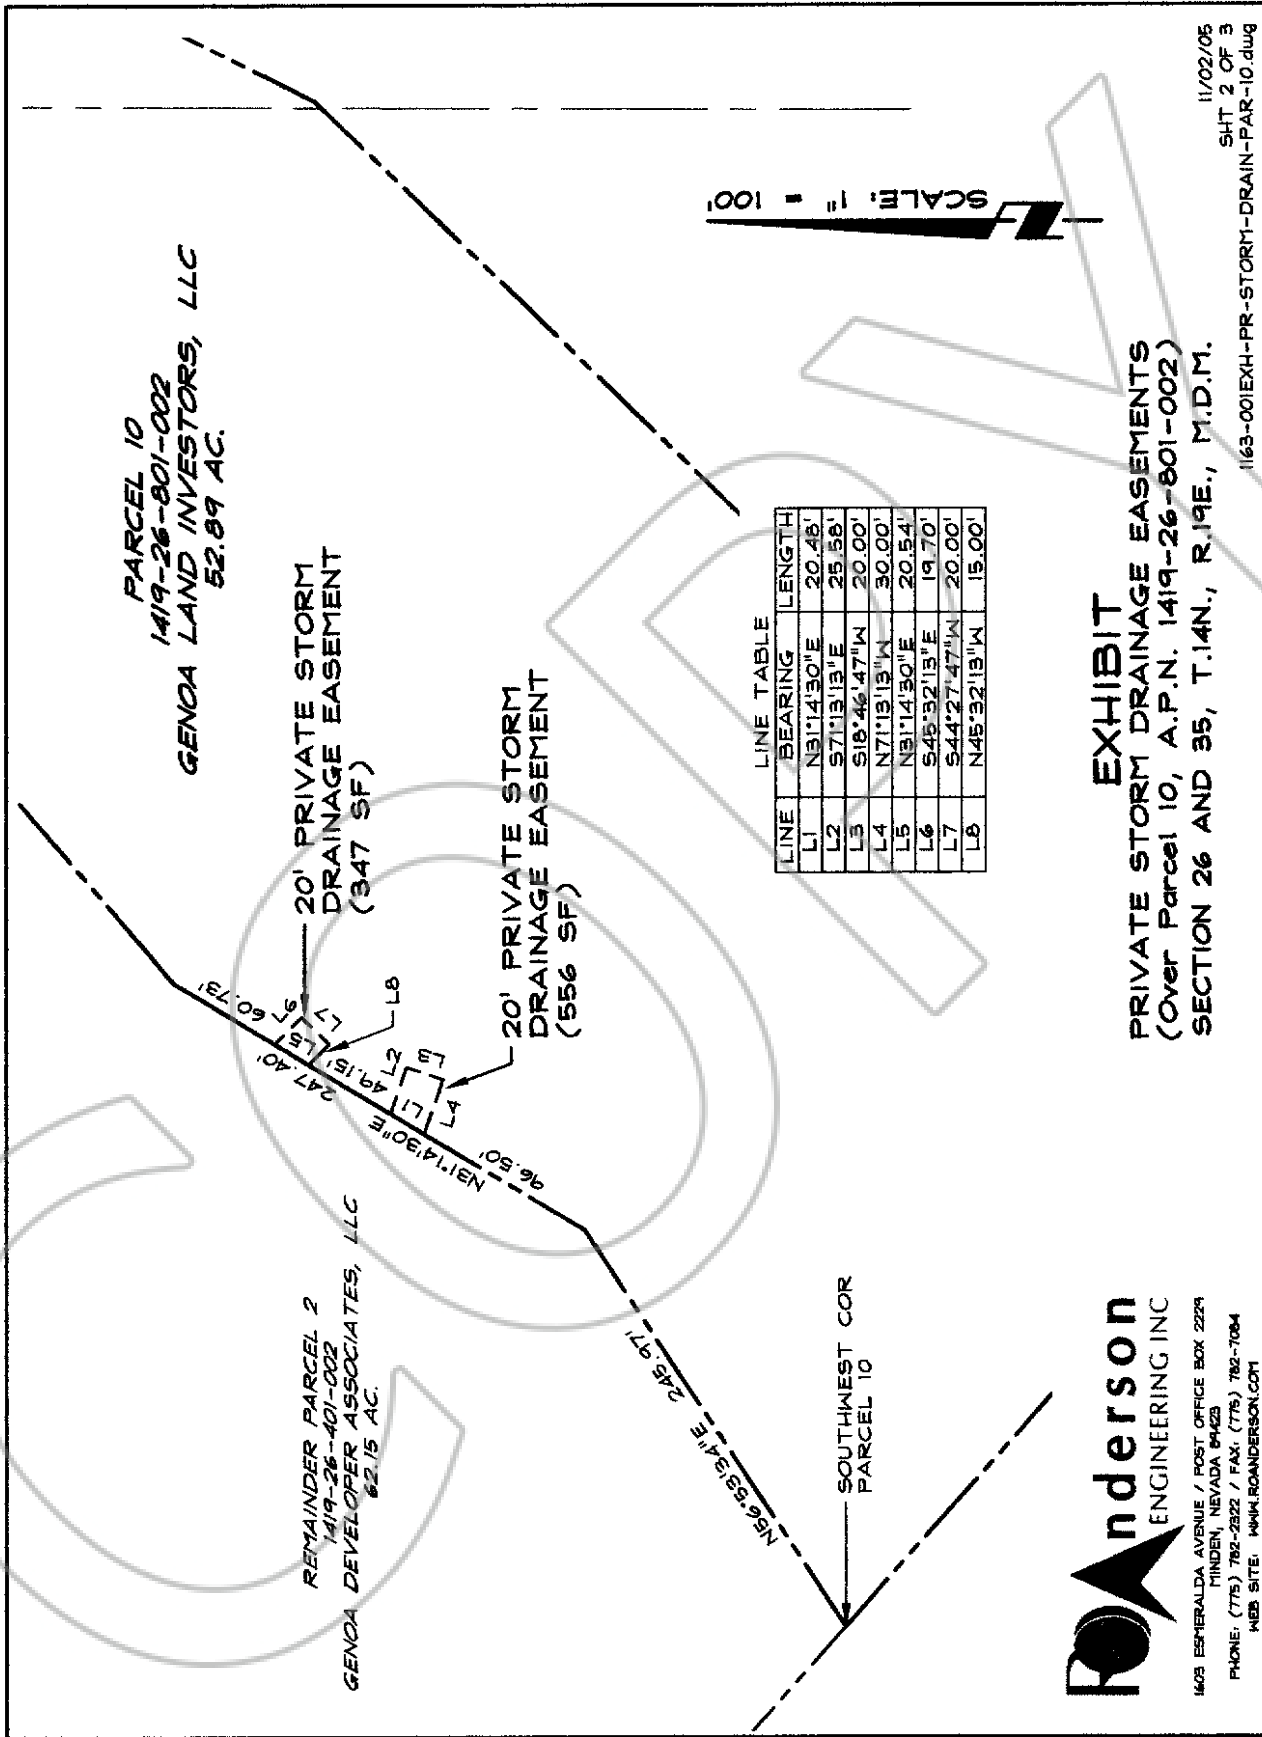 PARCEL 10
1419-26-801-002
GENOA LAND INVESTORS, LLC
52.89 AC.
20' PRIVATE STORM
DRAINAGE EASEMENT
(347 SF)
20' PRIVATE STORM
DRAINAGE EASEMENT
(556 SF)
REMAINDER PARCEL 2
1419-26-401-002
GENOA DEVELOPER ASSOCIATES, LLC
62.15 AC.
60.73'
L6
L5
L7
L8
247.40'
49.15'
L2
L1
L3
L4
N31°14'30"E
96.50'
245.97'
N56°53'34"E
SOUTHWEST COR
PARCEL 10
SCALE: 1" = 100'
LINE TABLE
LINE BEARING LENGTH
L1 N31°14'30"E 20.48'
L2 S71°13'13"E 25.58'
L3 S18°46'47"W 20.00'
L4 N71°13'13"W 30.00'
L5 N31°14'30"E 20.54'
L6 S45°32'13"E 19.70'
L7 S44°27'47"W 20.00'
L8 N45°32'13"W 15.00'
EXHIBIT
PRIVATE STORM DRAINAGE EASEMENTS
(Over Parcel 10, A.P.N. 1419-26-801-002)
SECTION 26 AND 35, T.14N., R.19E., M.D.M.
RO Anderson
ENGINEERING INC
1603 ESMERALDA AVENUE / POST OFFICE BOX 2229
MINDEN, NEVADA 89423
PHONE: (775) 782-2322 / FAX: (775) 782-7084
WEB SITE: WWW.ROANDERSON.COM
11/02/05
SHT 2 OF 3
1163-001EXH-PR-STORM-DRAIN-PAR-10.dwg
COPY